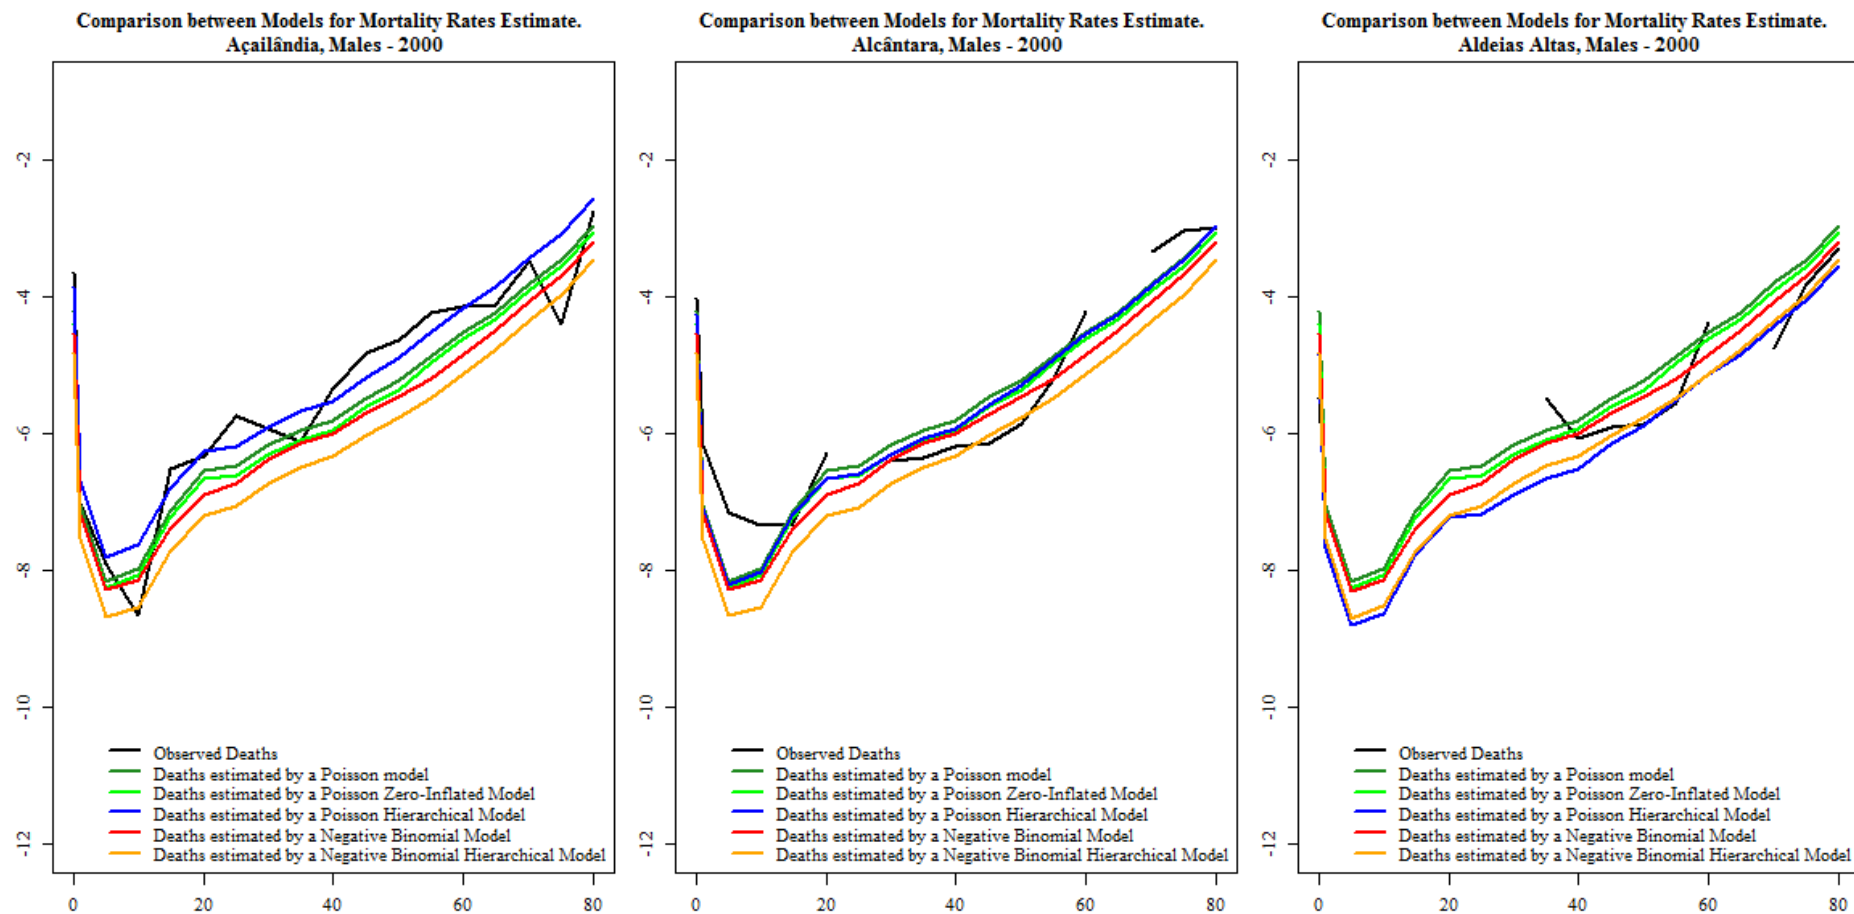 Comparison between Models for Mortality Rates Estimate.
Açailândia, Males - 2000
-2
-4
-6
-8
-10
-12
Observed Deaths
Deaths estimated by a Poisson model
Deaths estimated by a Poisson Zero-Inflated Model
Deaths estimated by a Poisson Hierarchical Model
Deaths estimated by a Negative Binomial Model
Deaths estimated by a Negative Binomial Hierarchical Model
0 20 40 60 80
Comparison between Models for Mortality Rates Estimate.
Alcântara, Males - 2000
-2
-4
-6
-8
-10
-12
Observed Deaths
Deaths estimated by a Poisson model
Deaths estimated by a Poisson Zero-Inflated Model
Deaths estimated by a Poisson Hierarchical Model
Deaths estimated by a Negative Binomial Model
Deaths estimated by a Negative Binomial Hierarchical Model
0 20 40 60 80
Comparison between Models for Mortality Rates Estimate.
Aldeias Altas, Males - 2000
-2
-4
-6
-8
-10
-12
Observed Deaths
Deaths estimated by a Poisson model
Deaths estimated by a Poisson Zero-Inflated Model
Deaths estimated by a Poisson Hierarchical Model
Deaths estimated by a Negative Binomial Model
Deaths estimated by a Negative Binomial Hierarchical Model
0 20 40 60 80